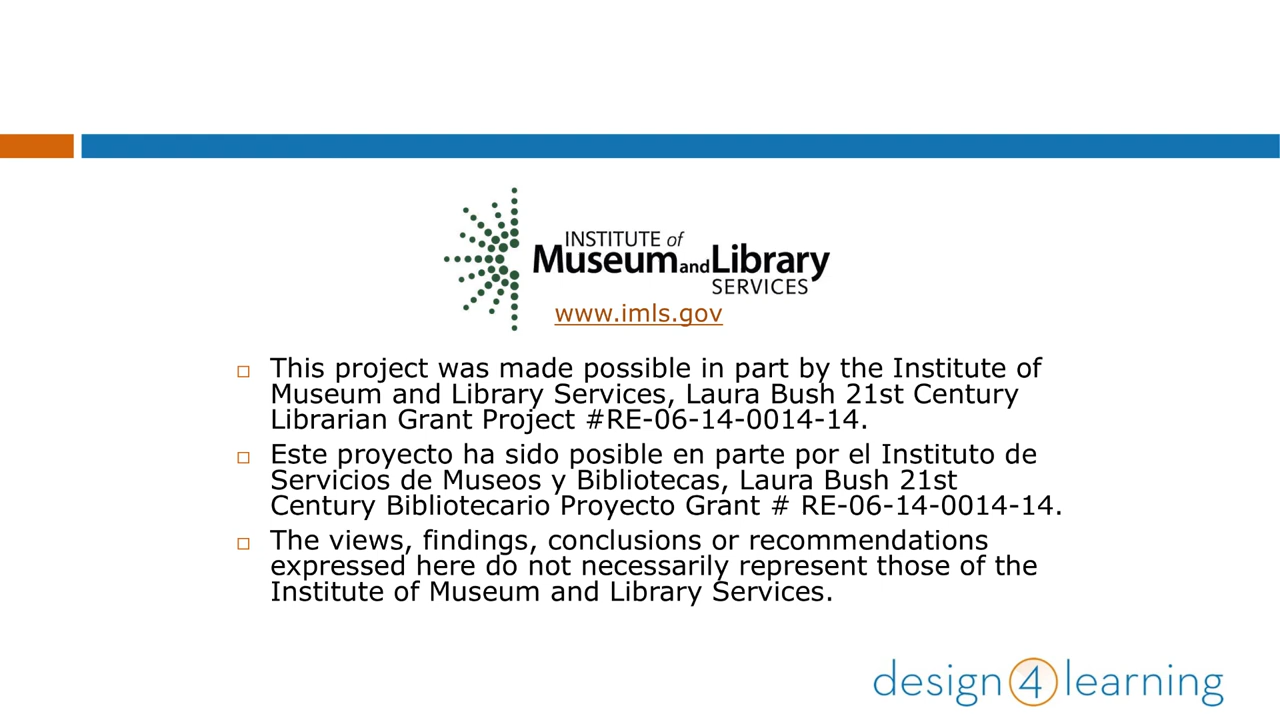 INSTITUTE of
Museum and Library
SERVICES
www.imls.gov
□ This project was made possible in part by the Institute of
Museum and Library Services, Laura Bush 21st Century
Librarian Grant Project #RE-06-14-0014-14.
□ Este proyecto ha sido posible en parte por el Instituto de
Servicios de Museos y Bibliotecas, Laura Bush 21st
Century Bibliotecario Proyecto Grant # RE-06-14-0014-14.
□ The views, findings, conclusions or recommendations
expressed here do not necessarily represent those of the
Institute of Museum and Library Services.
design 4 learning